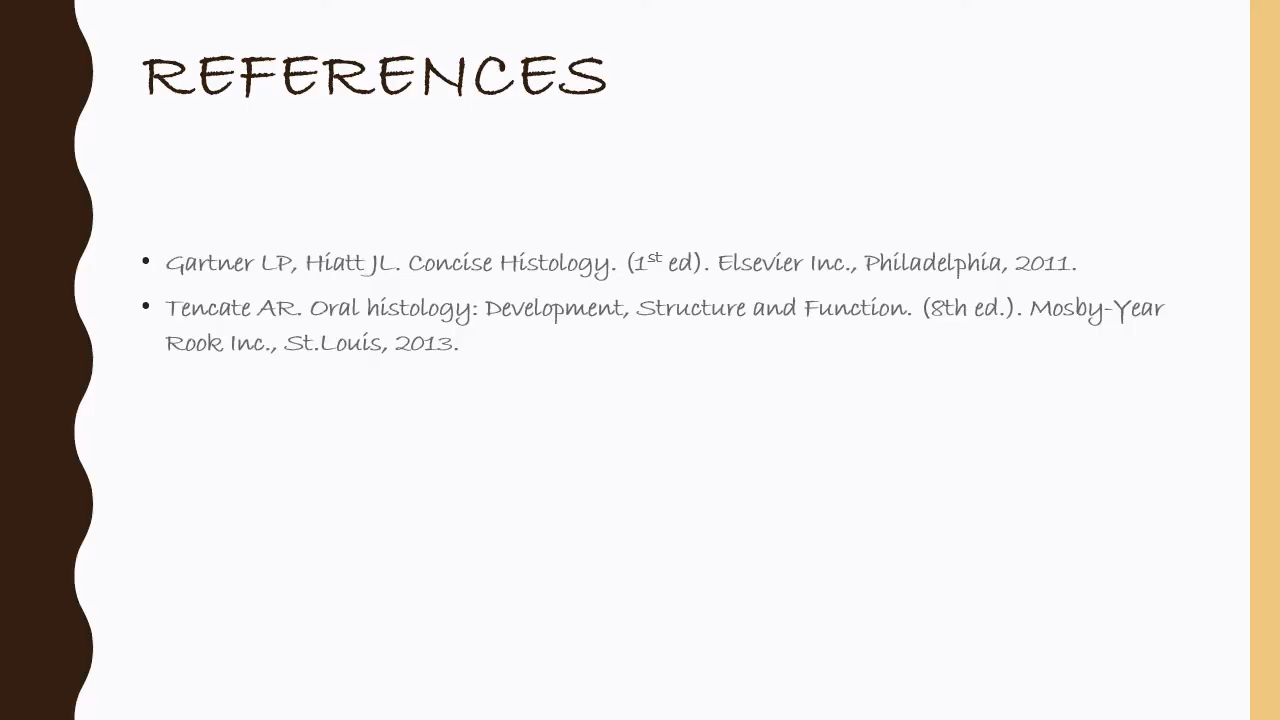 REFERENCES
• Gartner LP, Hiatt JL. Concise Histology. (1st ed). Elsevier Inc., Philadelphia, 2011.
• Tencate AR. Oral histology: Development, Structure and Function. (8th ed.). Mosby-Year
Rook Inc., St.Louis, 2013.